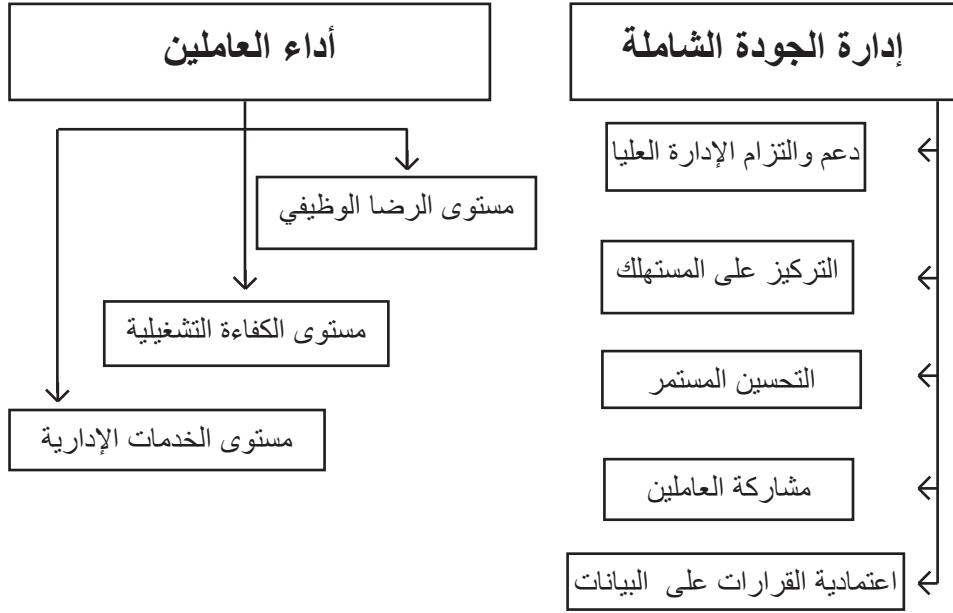 إدارة الجودة الشاملة
دعم والتزام الإدارة العليا
التركيز على المستهلك
التحسين المستمر
مشاركة العاملين
اعتمادية القرارات على البيانات
أداء العاملين
مستوى الرضا الوظيفي
مستوى الكفاءة التشغيلية
مستوى الخدمات الإدارية